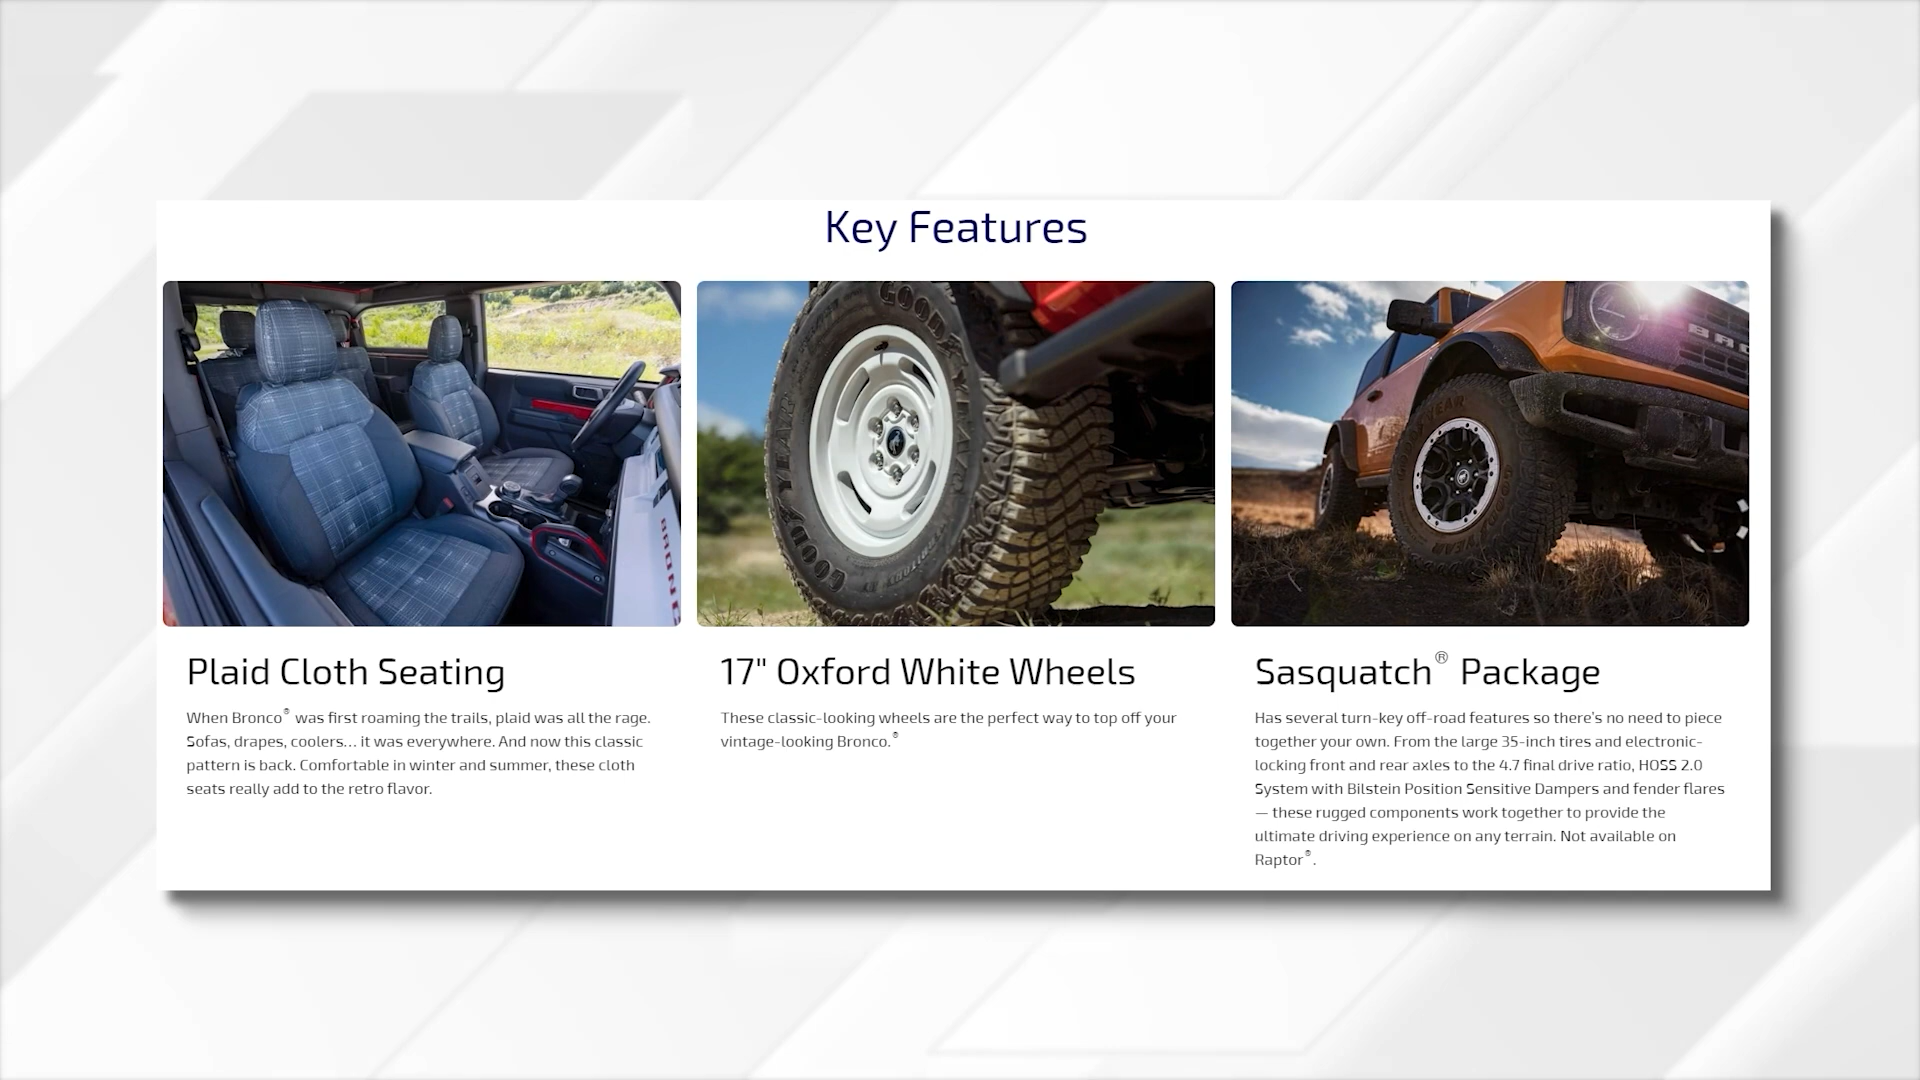 Key Features
GOOD
GOODYEAR
BRONC
YEAR
BRO
Plaid Cloth Seating
When Bronco® was first roaming the trails, plaid was all the rage.
Sofas, drapes, coolers... it was everywhere. And now this classic
pattern is back. Comfortable in winter and summer, these cloth
seats really add to the retro flavor.
17" Oxford White Wheels
These classic-looking wheels are the perfect way to top off your
vintage-looking Bronco.®
Sasquatch® Package
Has several turn-key off-road features so there's no need to piece
together your own. From the large 35-inch tires and electronic-
locking front and rear axles to the 4.7 final drive ratio, HOSS 2.0
System with Bilstein Position Sensitive Dampers and fender flares
— these rugged components work together to provide the
ultimate driving experience on any terrain. Not available on
Raptor®.